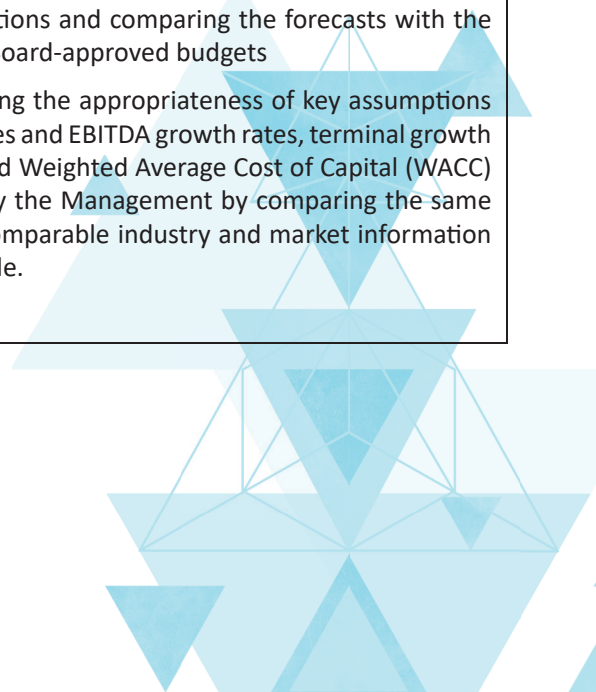 tions and comparing the forecasts with the
Board-approved budgets
ng the appropriateness of key assumptions
es and EBITDA growth rates, terminal growth
d Weighted Average Cost of Capital (WACC)
y the Management by comparing the same
omparable industry and market information
le.